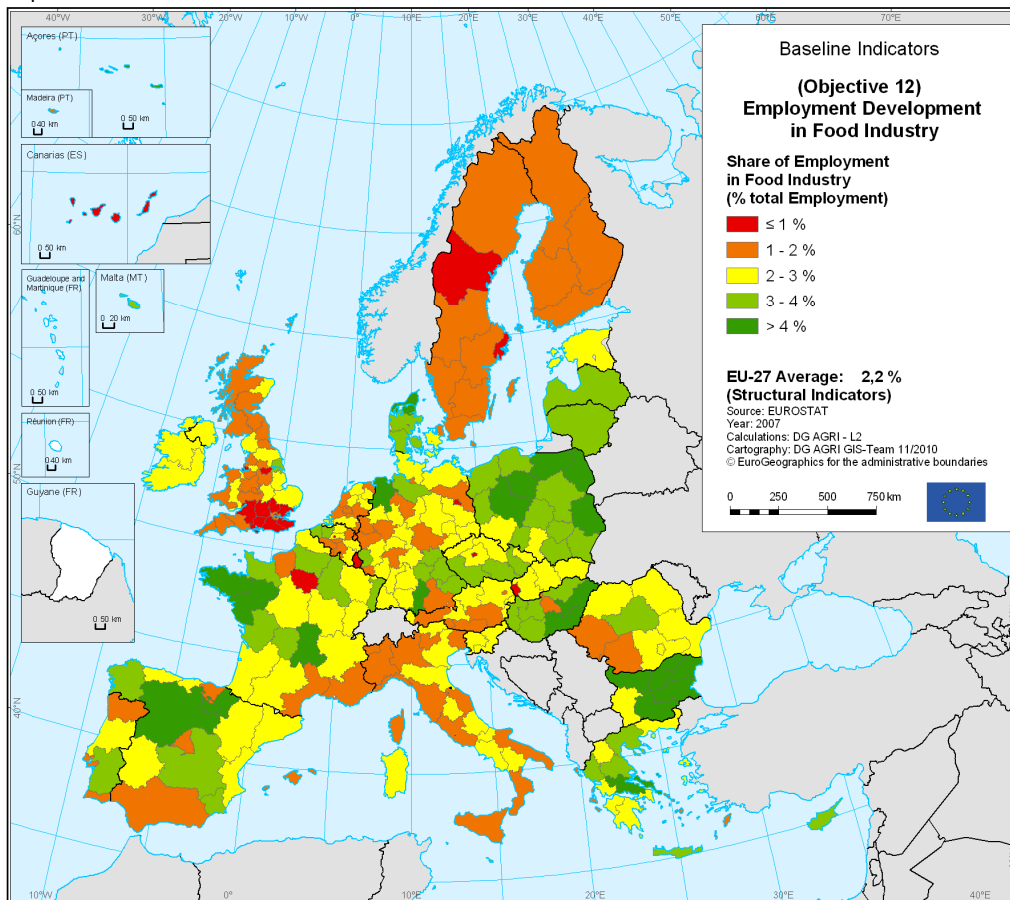 40°W
30°W
20°W
10°W
0°
10°E
20°E
30°E
40°E
50°E
60°E
70°E
Açores (PT)
Madeira (PT)
0 40 km
0 50 km
Canarias (ES)
0 50 km
Guadeloupe and
Martinique (FR)
0 50 km
Malta (MT)
0 20 km
Réunion (FR)
0 40 km
Guyane (FR)
0 50 km
60°N
50°N
40°N
Baseline Indicators
(Objective 12)
Employment Development
in Food Industry
Share of Employment
in Food Industry
(% total Employment)
≤ 1 %
1 - 2 %
2 - 3 %
3 - 4 %
> 4 %
EU-27 Average: 2,2 %
(Structural Indicators)
Source: EUROSTAT
Year: 2007
Calculations: DG AGRI - L2
Cartography: DG AGRI GIS-Team 11/2010
© EuroGeographics for the administrative boundaries
0 250 500 750 km
10°W
0°
10°E
20°E
30°E
40°E